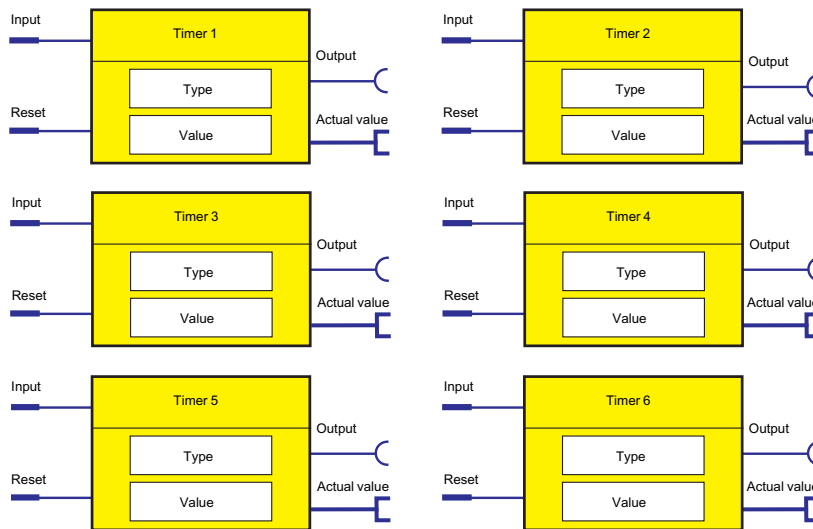 Input
Timer 1
Output
Type
Reset
Actual value
Value
Input
Timer 2
Output
Type
Reset
Actual value
Value
Input
Timer 3
Output
Type
Reset
Actual value
Value
Input
Timer 4
Output
Type
Reset
Actual value
Value
Input
Timer 5
Output
Type
Reset
Actual value
Value
Input
Timer 6
Output
Type
Reset
Actual value
Value